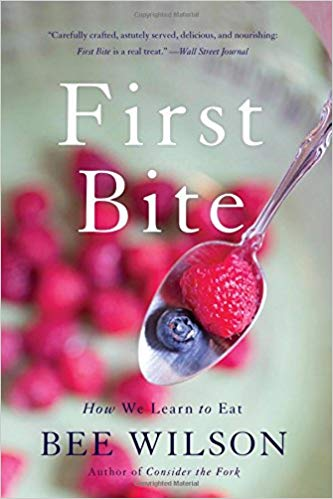 “Carefully crafted, astutely served, delicious, and nourishing:
First Bite is a real treat.” —Wall Street Journal
First
Bite
How We Learn to Eat
BEE WILSON
Author of Consider the Fork